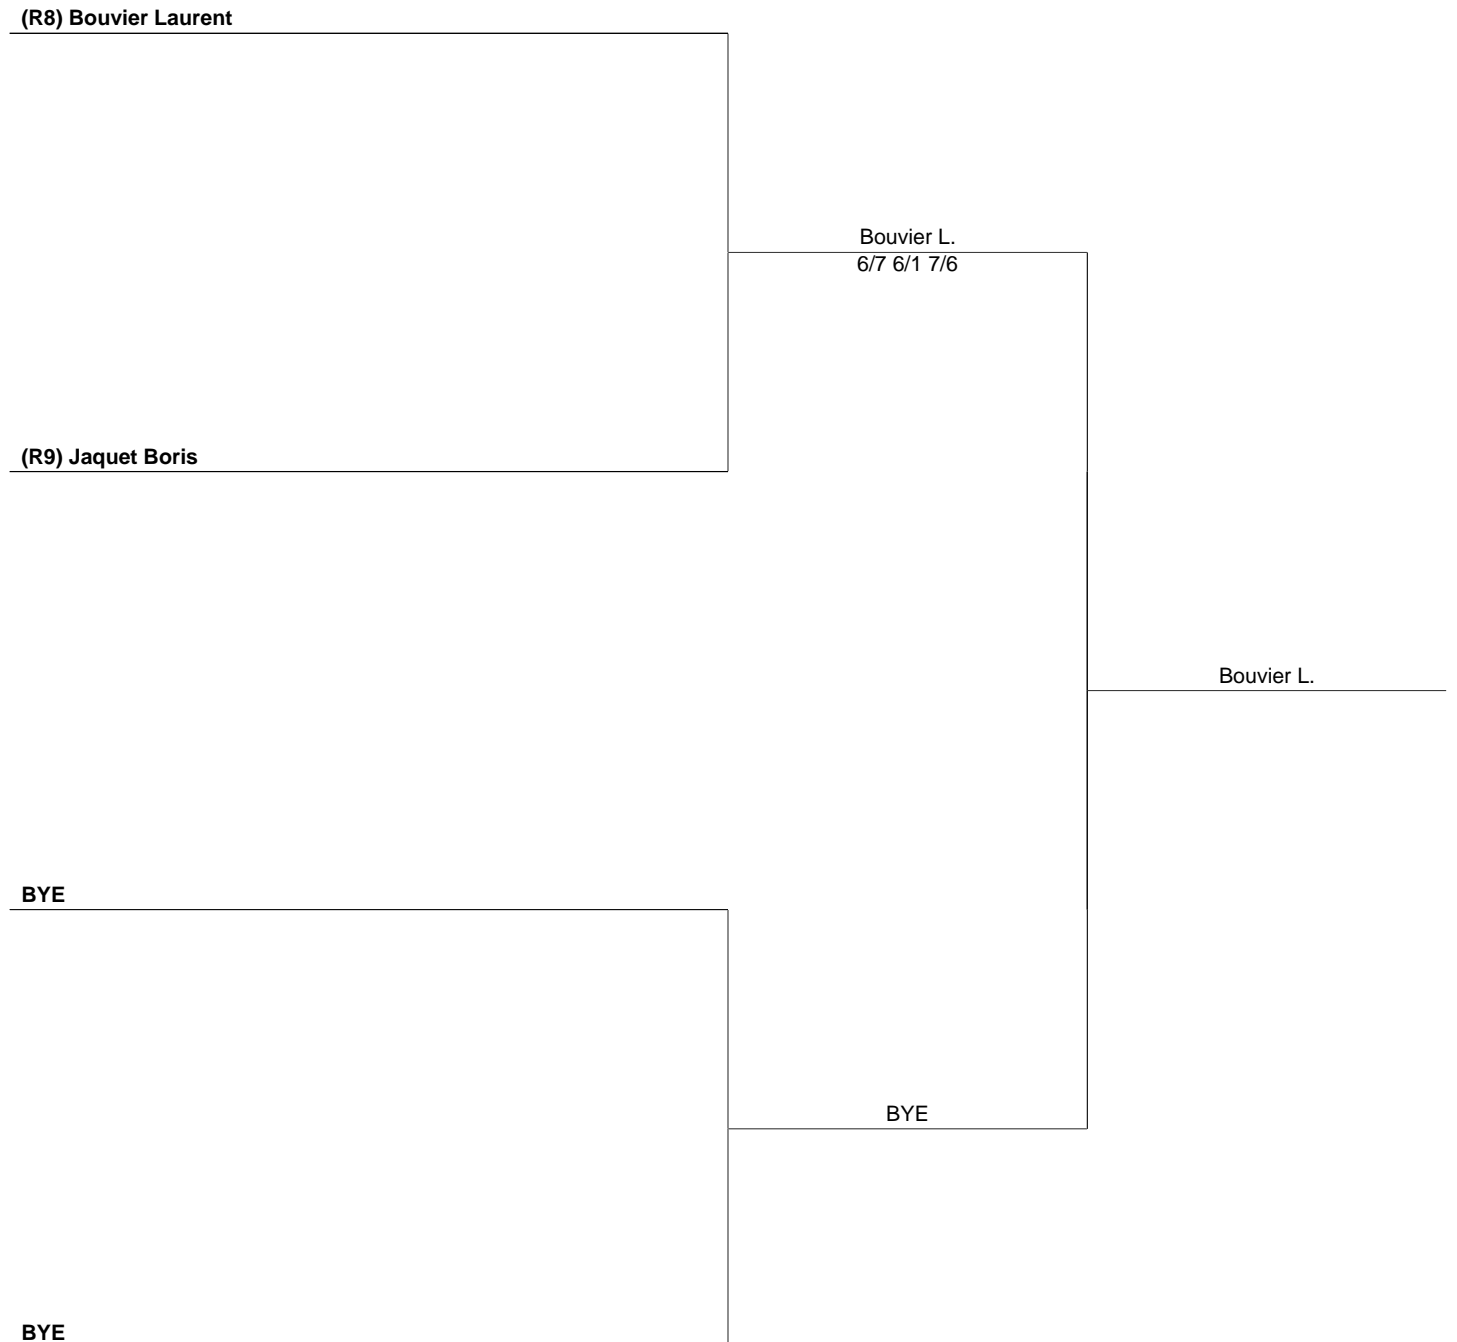 (R8) Bouvier Laurent
Bouvier L.
6/7 6/1 7/6
(R9) Jaquet Boris
Bouvier L.
BYE
BYE
BYE